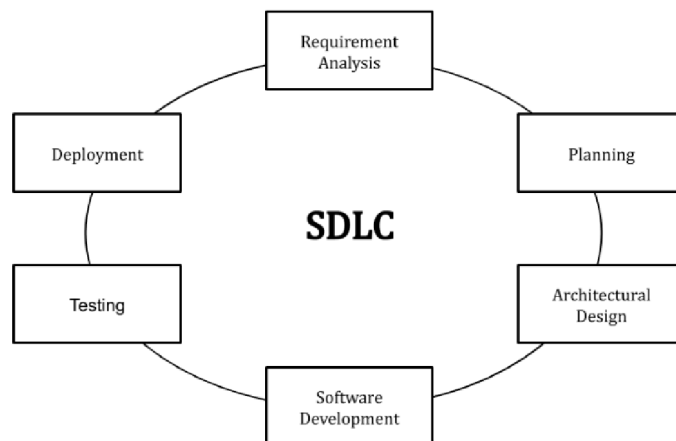 Requirement
Analysis
Deployment
Planning
SDLC
Testing
Architectural
Design
Software
Development